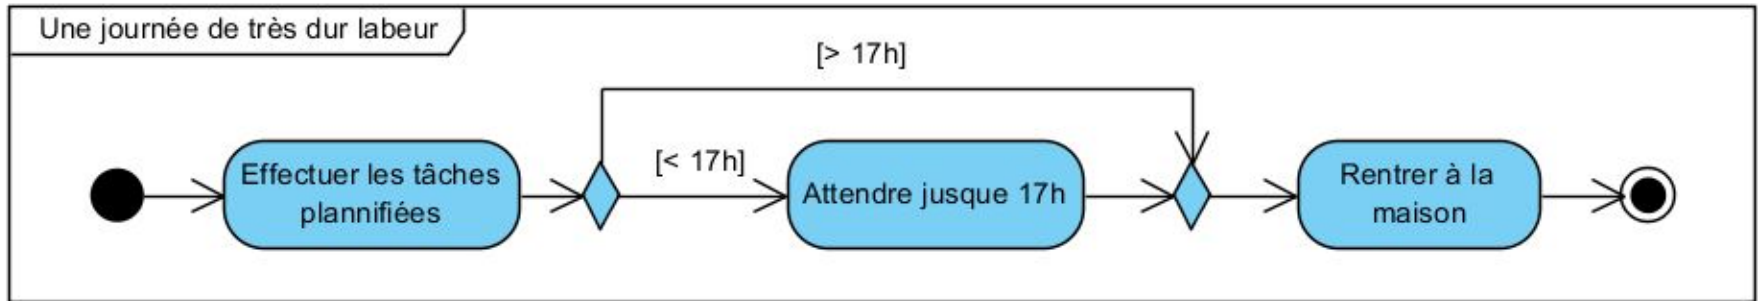 Une journée de très dur labeur
[> 17h]
[< 17h]
Effectuer les tâches
plannifiées
Attendre jusque 17h
Rentrer à la
maison